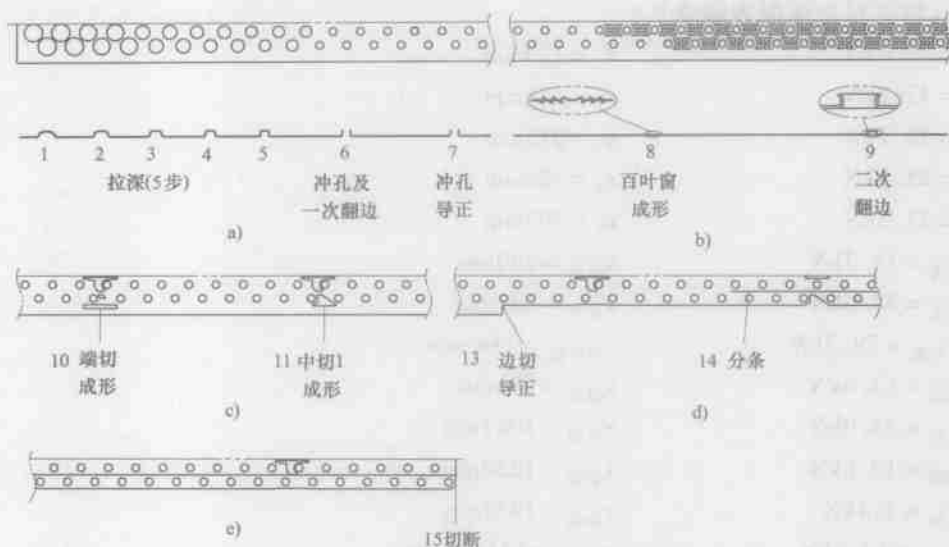 1 2 3 4 5 6 7 8 9
拉深(5步) 冲孔及 冲孔 百叶窗 二次
一次翻边 导正 成形 翻边
a) b)
10 端切 11 中切1 13 边切 14 分条
成形 成形 导正
c) d)
e)
15切断